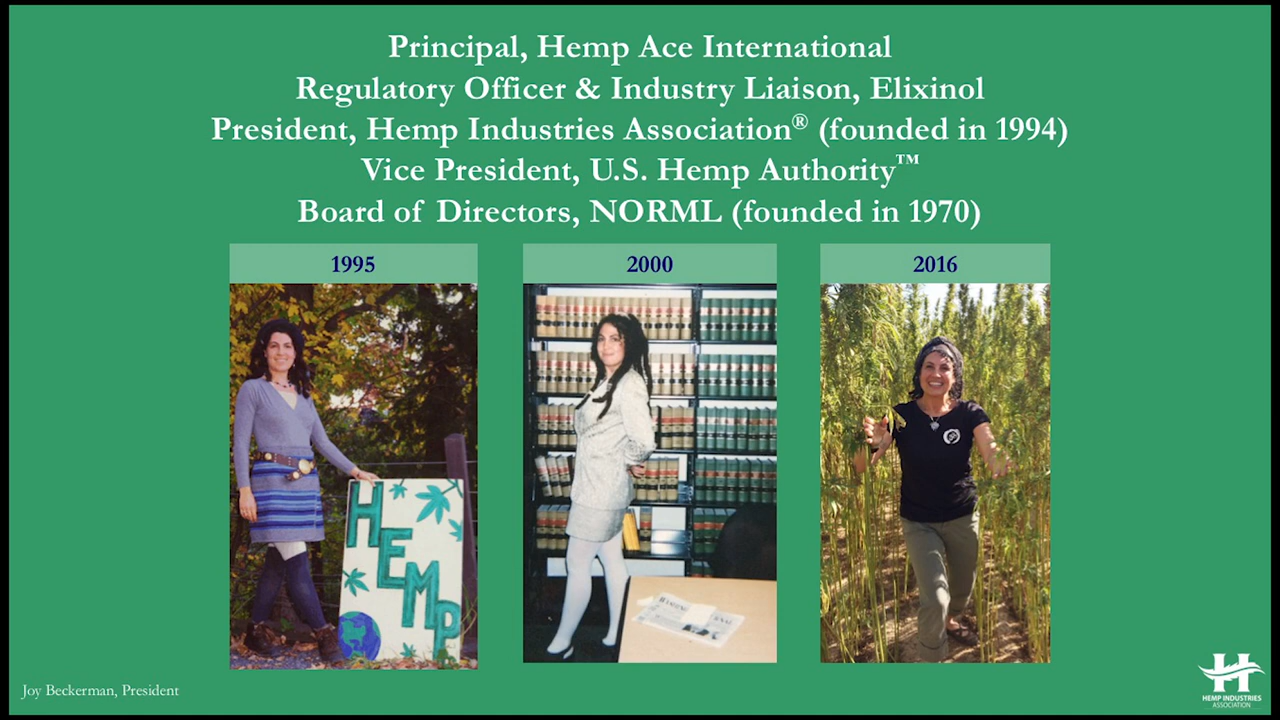 Principal, Hemp Ace International
Regulatory Officer & Industry Liaison, Elixinol
President, Hemp Industries Association® (founded in 1994)
Vice President, U.S. Hemp Authority™
Board of Directors, NORML (founded in 1970)
1995
2000
2016
HEMP
Joy Beckerman, President
H
HEMP INDUSTRIES
ASSOCIATION